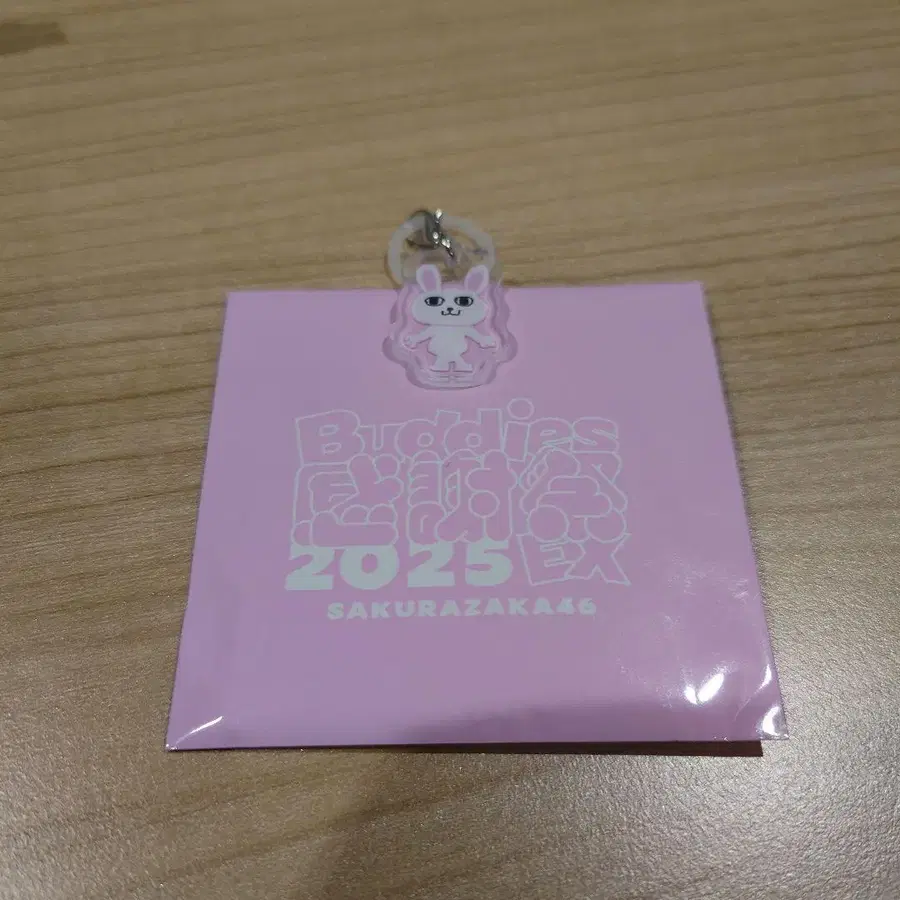 Buddies
感謝祭
2025 EX
SAKURAZAKA46